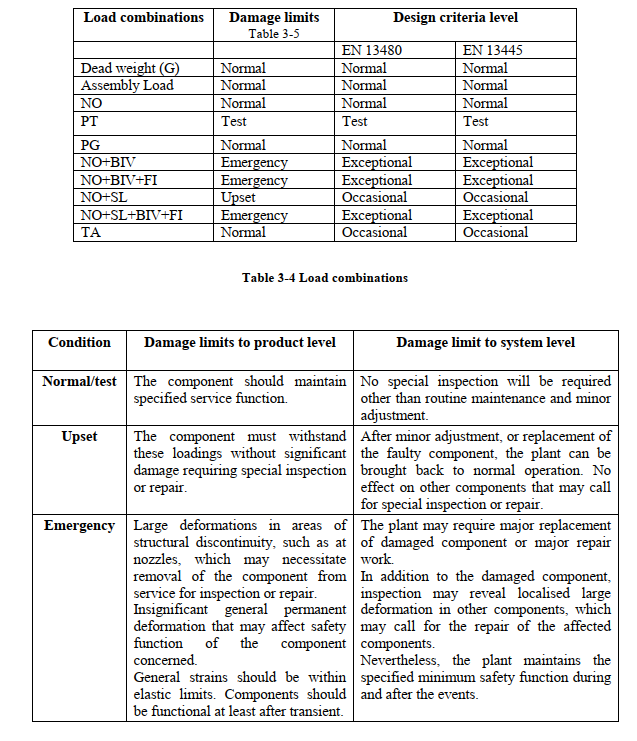 Load combinations Damage limits Design criteria level
Table 3-5
EN 13480 EN 13445
Dead weight (G) Normal Normal Normal
Assembly Load Normal Normal Normal
NO Normal Normal Normal
PT Test Test Test
PG Normal Normal Normal
NO+BIV Emergency Exceptional Exceptional
NO+BIV+FI Emergency Exceptional Exceptional
NO+SL Upset Occasional Occasional
NO+SL+BIV+FI Emergency Exceptional Exceptional
TA Normal Occasional Occasional
Table 3-4 Load combinations
Condition Damage limits to product level Damage limit to system level
Normal/test
The component should maintain
specified service function.
No special inspection will be required
other than routine maintenance and minor
adjustment.
Upset
The component must withstand
these loadings without significant
damage requiring special inspection
or repair.
After minor adjustment, or replacement of
the faulty component, the plant can be
brought back to normal operation. No
effect on other components that may call
for special inspection or repair.
Emergency
Large deformations in areas of
structural discontinuity, such as at
nozzles, which may necessitate
removal of the component from
service for inspection or repair.
Insignificant general permanent
deformation that may affect safety
function of the component
concerned.
General strains should be within
elastic limits. Components should
be functional at least after transient.
The plant may require major replacement
of damaged component or major repair
work.
In addition to the damaged component,
inspection may reveal localised large
deformation in other components, which
may call for the repair of the affected
components.
Nevertheless, the plant maintains the
specified minimum safety function during
and after the events.